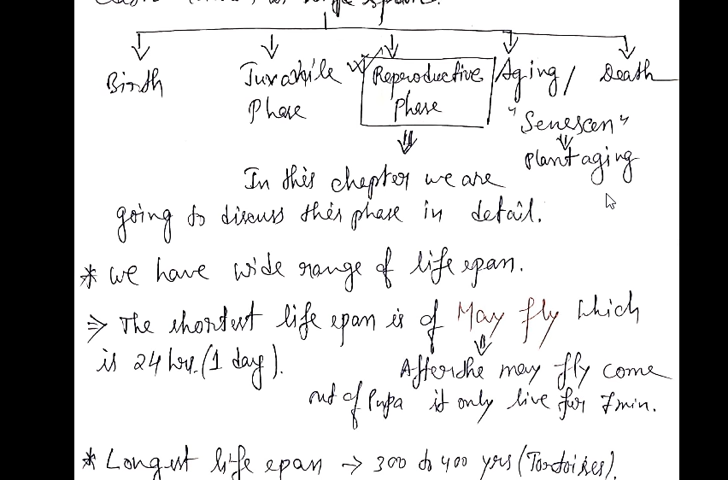 Birth Juvenile Reproductive Aging / Death
Phase Phase "Senescen"
Plant aging
In this chapter we are
going to discuss this phase in detail.
* We have wide range of life span.
⇒ The shortest life span is of May fly which
is 24 hrs. (1 day).
After the may fly come
out of Pupa it only live for 7 min.
* Longest life span → 300 to 400 yrs (Tortoises).